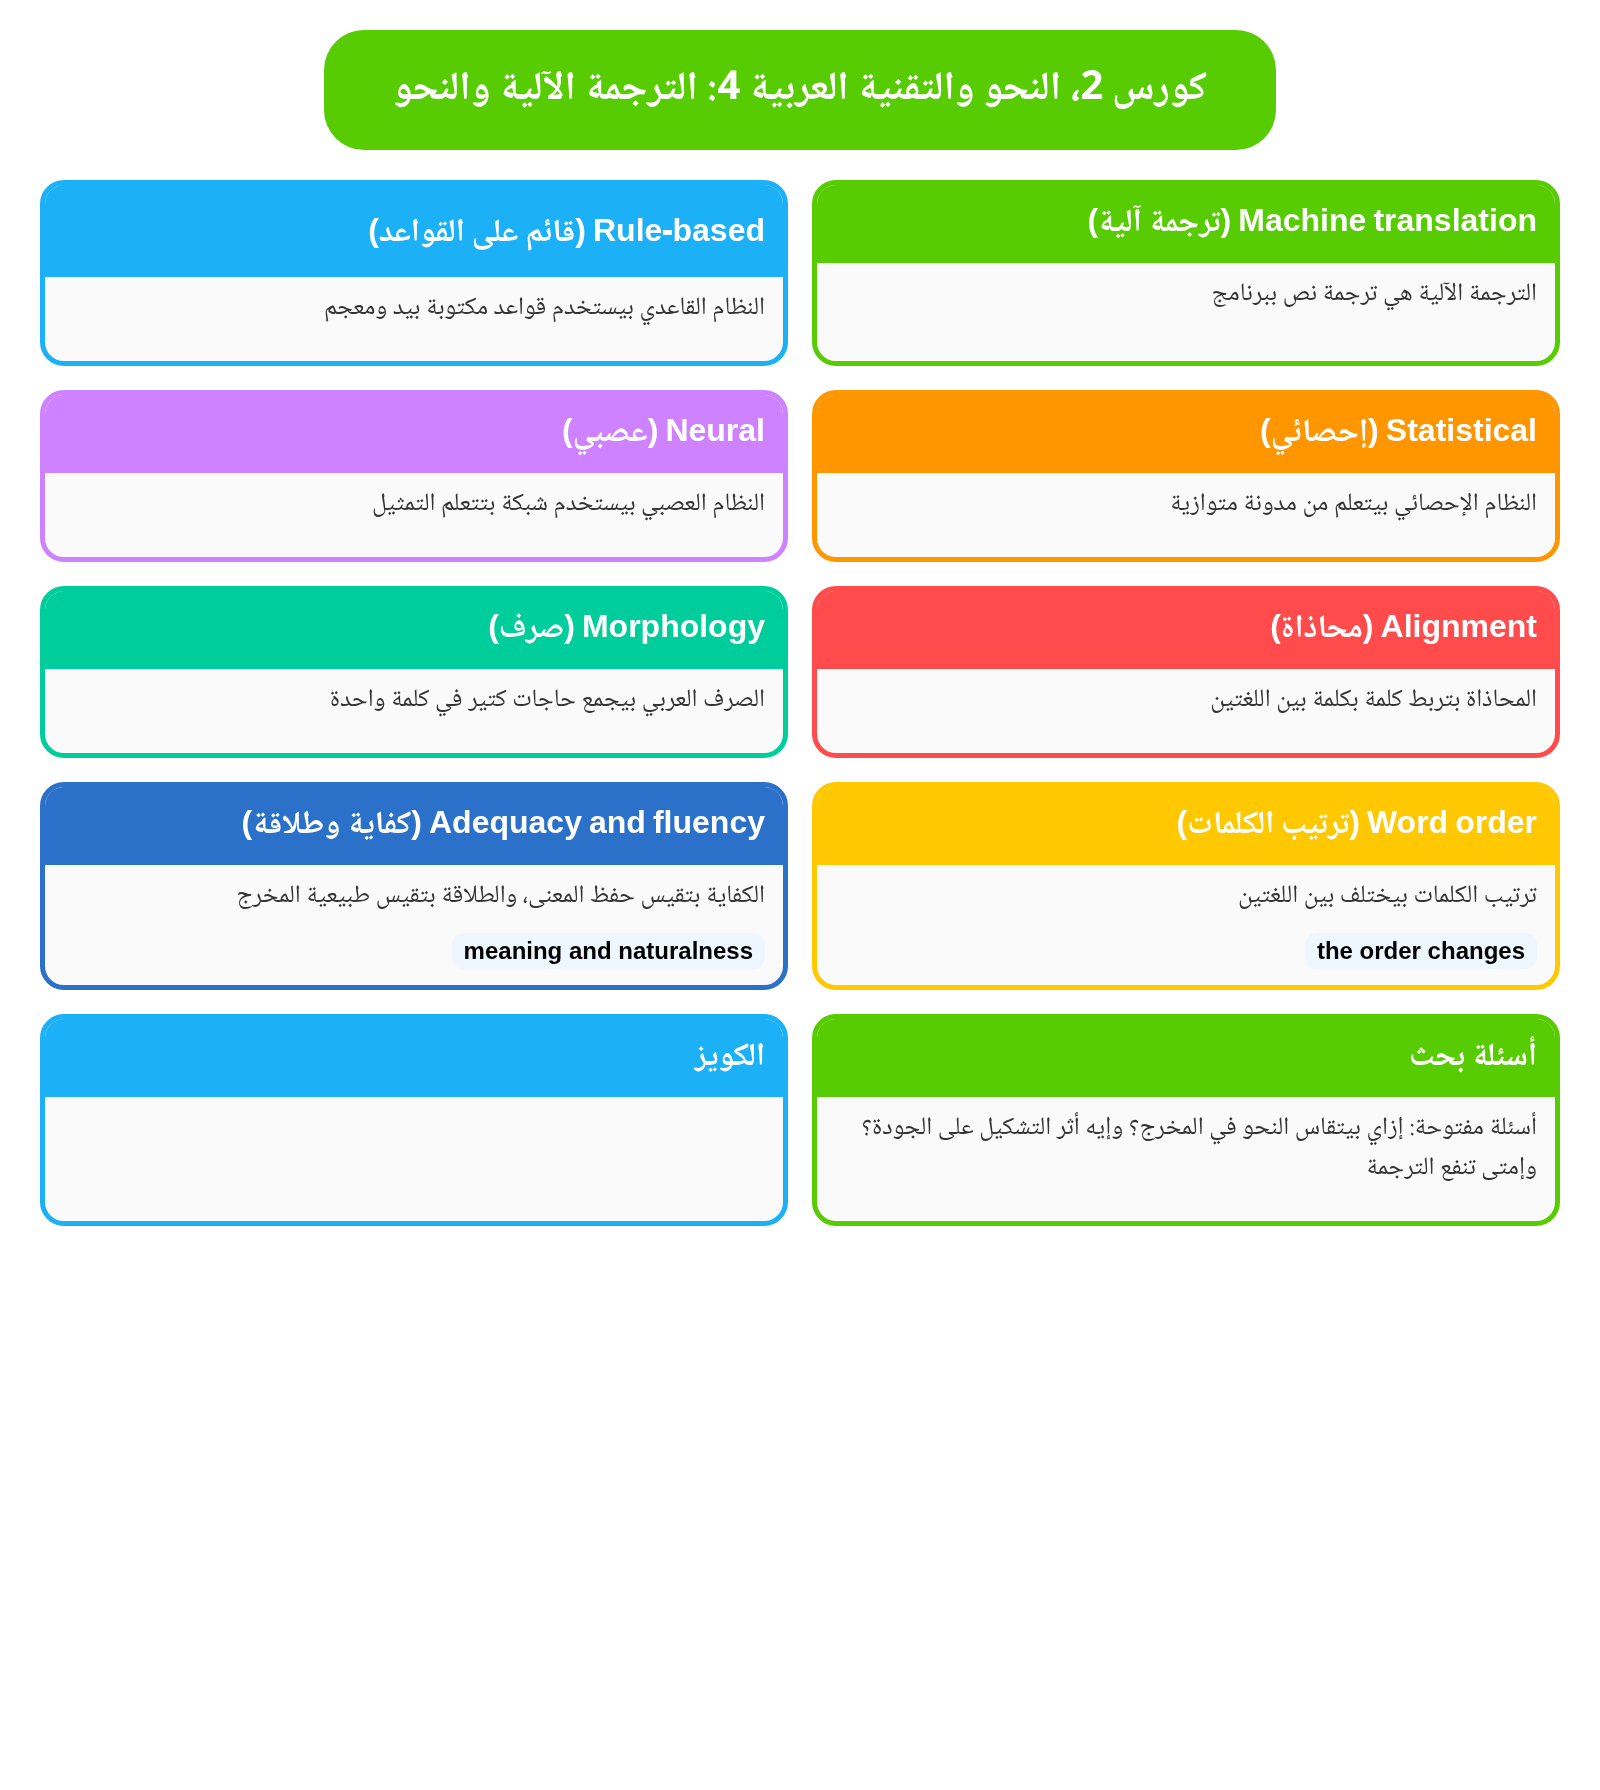 كورس 2، النحو والتقنية العربية 4: الترجمة الآلية والنحو
Machine translation (ترجمة آلية)
الترجمة الآلية هي ترجمة نص ببرنامج
Rule-based (قائم على القواعد)
النظام القاعدي بيستخدم قواعد مكتوبة بيد ومعجم
Statistical (إحصائي)
النظام الإحصائي بيتعلم من مدونة متوازية
Neural (عصبي)
النظام العصبي بيستخدم شبكة بتتعلم التمثيل
Alignment (محاذاة)
المحاذاة بتربط كلمة بكلمة بين اللغتين
Morphology (صرف)
الصرف العربي بيجمع حاجات كتير في كلمة واحدة
Word order (ترتيب الكلمات)
ترتيب الكلمات بيختلف بين اللغتين
the order changes
Adequacy and fluency (كفاية وطلاقة)
الكفاية بتقيس حفظ المعنى، والطلاقة بتقيس طبيعية المخرج
meaning and naturalness
أسئلة بحث
أسئلة مفتوحة: إزاي بيتقاس النحو في المخرج؟ وإيه أثر التشكيل على الجودة؟
وإمتى تنفع الترجمة
الكويز